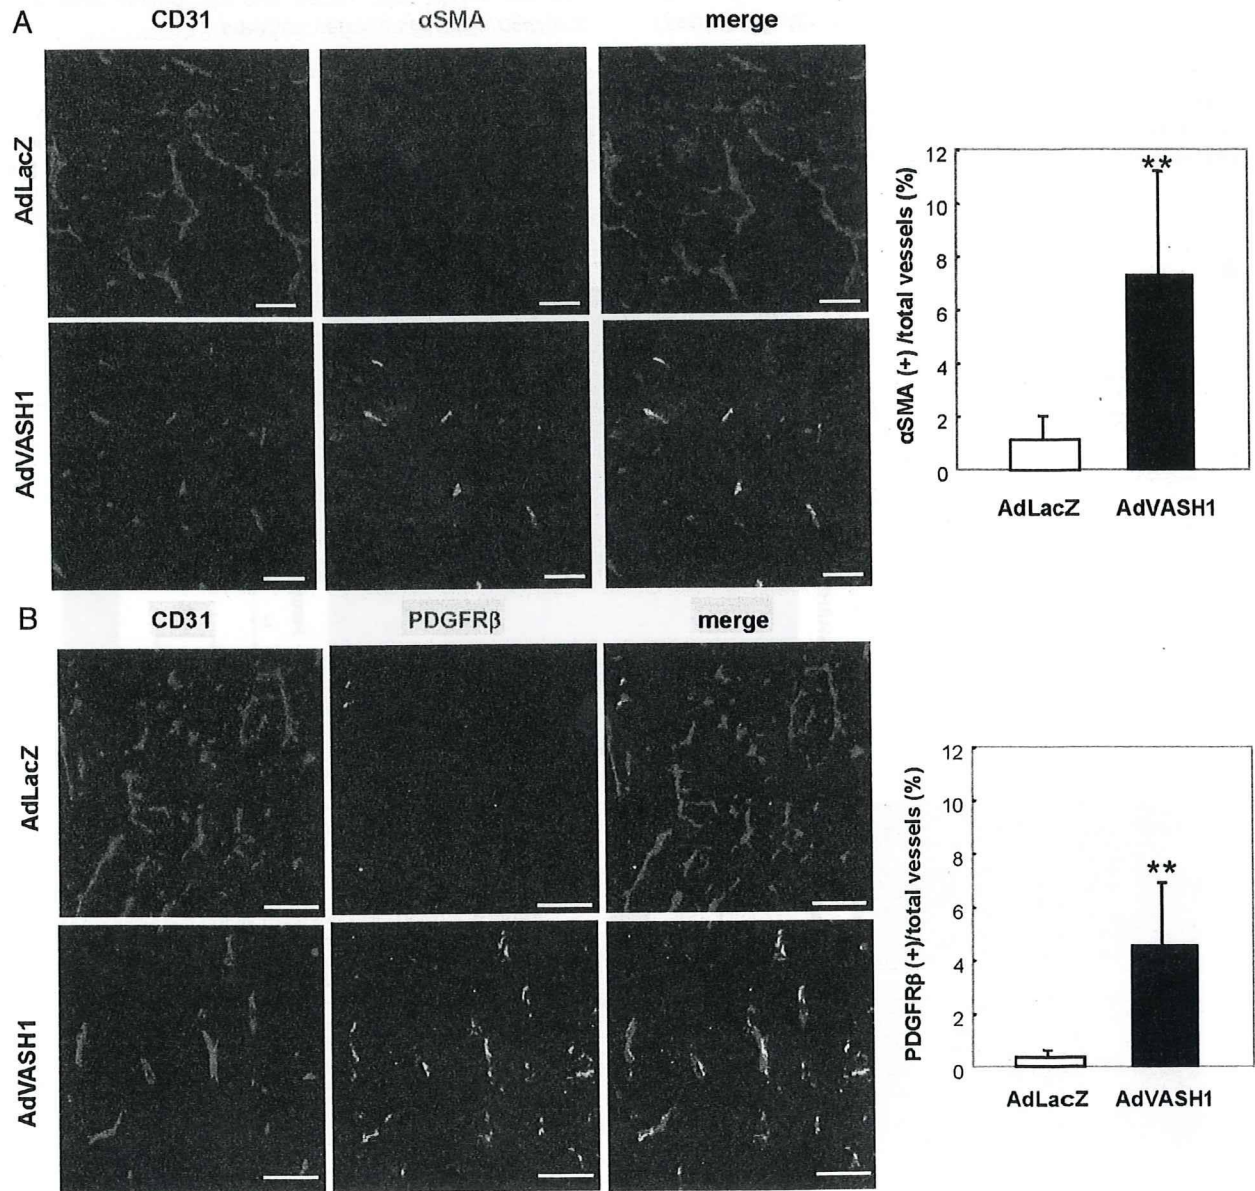 A
CD31 αSMA merge
AdLacZ
AdVASH1
αSMA (+) /total vessels (%)
12
10
8
6
4
2
0
**
AdLacZ AdVASH1
B
CD31 PDGFRβ merge
AdLacZ
AdVASH1
PDGFRβ (+)/total vessels (%)
12
10
8
6
4
2
0
**
AdLacZ AdVASH1